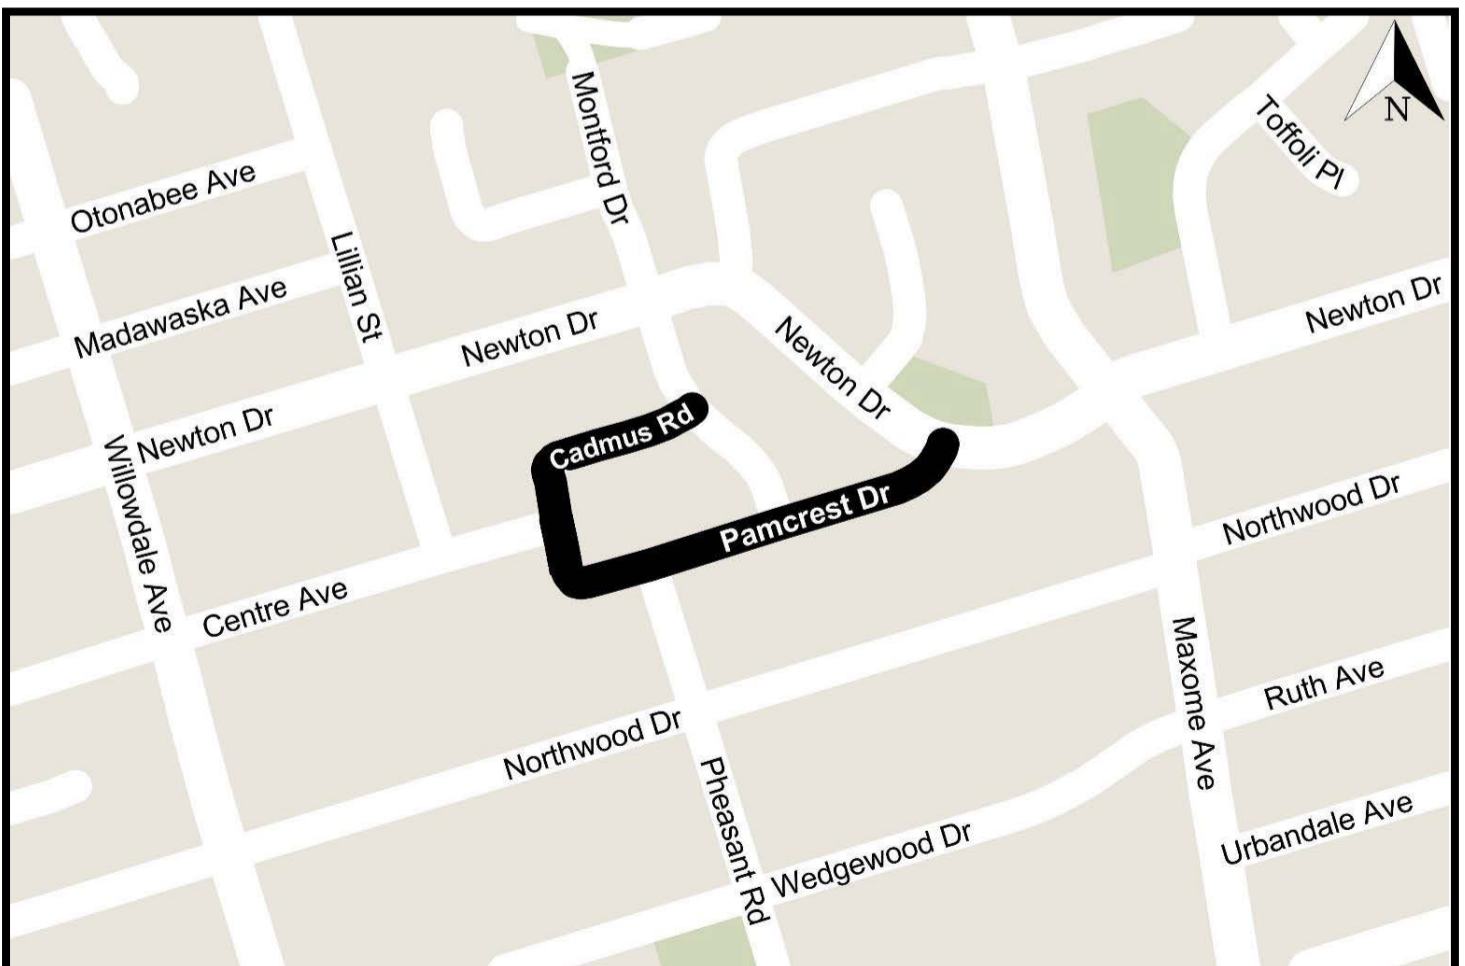 N
Toffoli Pl
Montford Dr
Otonabee Ave
Lillian St
Madawaska Ave
Newton Dr
Newton Dr
Newton Dr
Newton Dr
Cadmus Rd
Willowdale Ave
Pamcrest Dr
Northwood Dr
Centre Ave
Maxome Ave
Ruth Ave
Northwood Dr
Pheasant Rd
Wedgewood Dr
Urbandale Ave